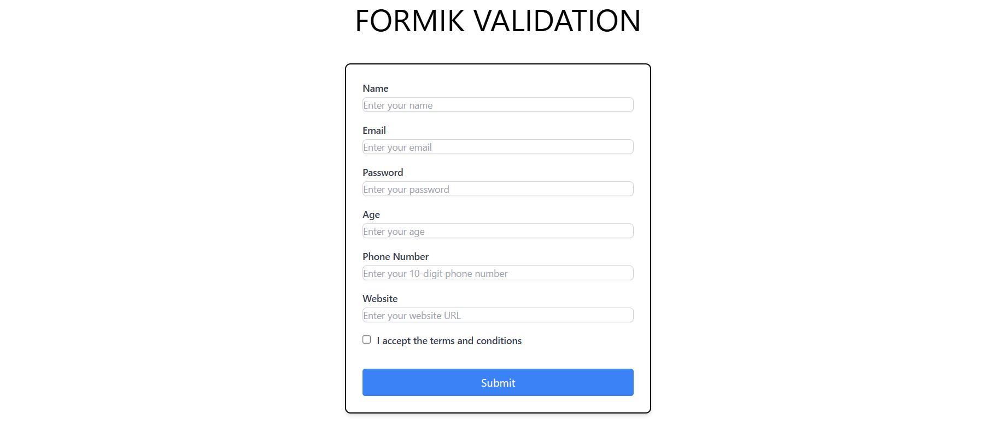 FORMIK VALIDATION
Name
Enter your name
Email
Enter your email
Password
Enter your password
Age
Enter your age
Phone Number
Enter your 10-digit phone number
Website
Enter your website URL
I accept the terms and conditions
Submit